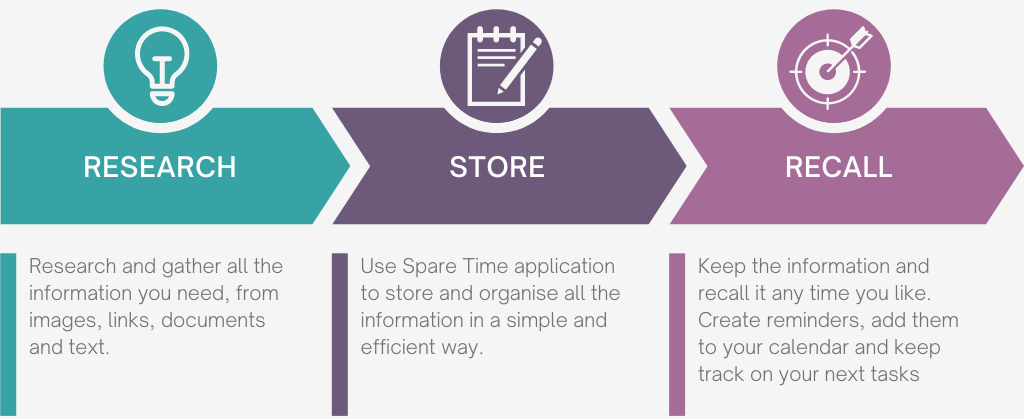 RESEARCH
STORE
RECALL
Research and gather all the
information you need, from
images, links, documents
and text.
Use Spare Time application
to store and organise all the
information in a simple and
efficient way.
Keep the information and
recall it any time you like.
Create reminders, add them
to your calendar and keep
track on your next tasks